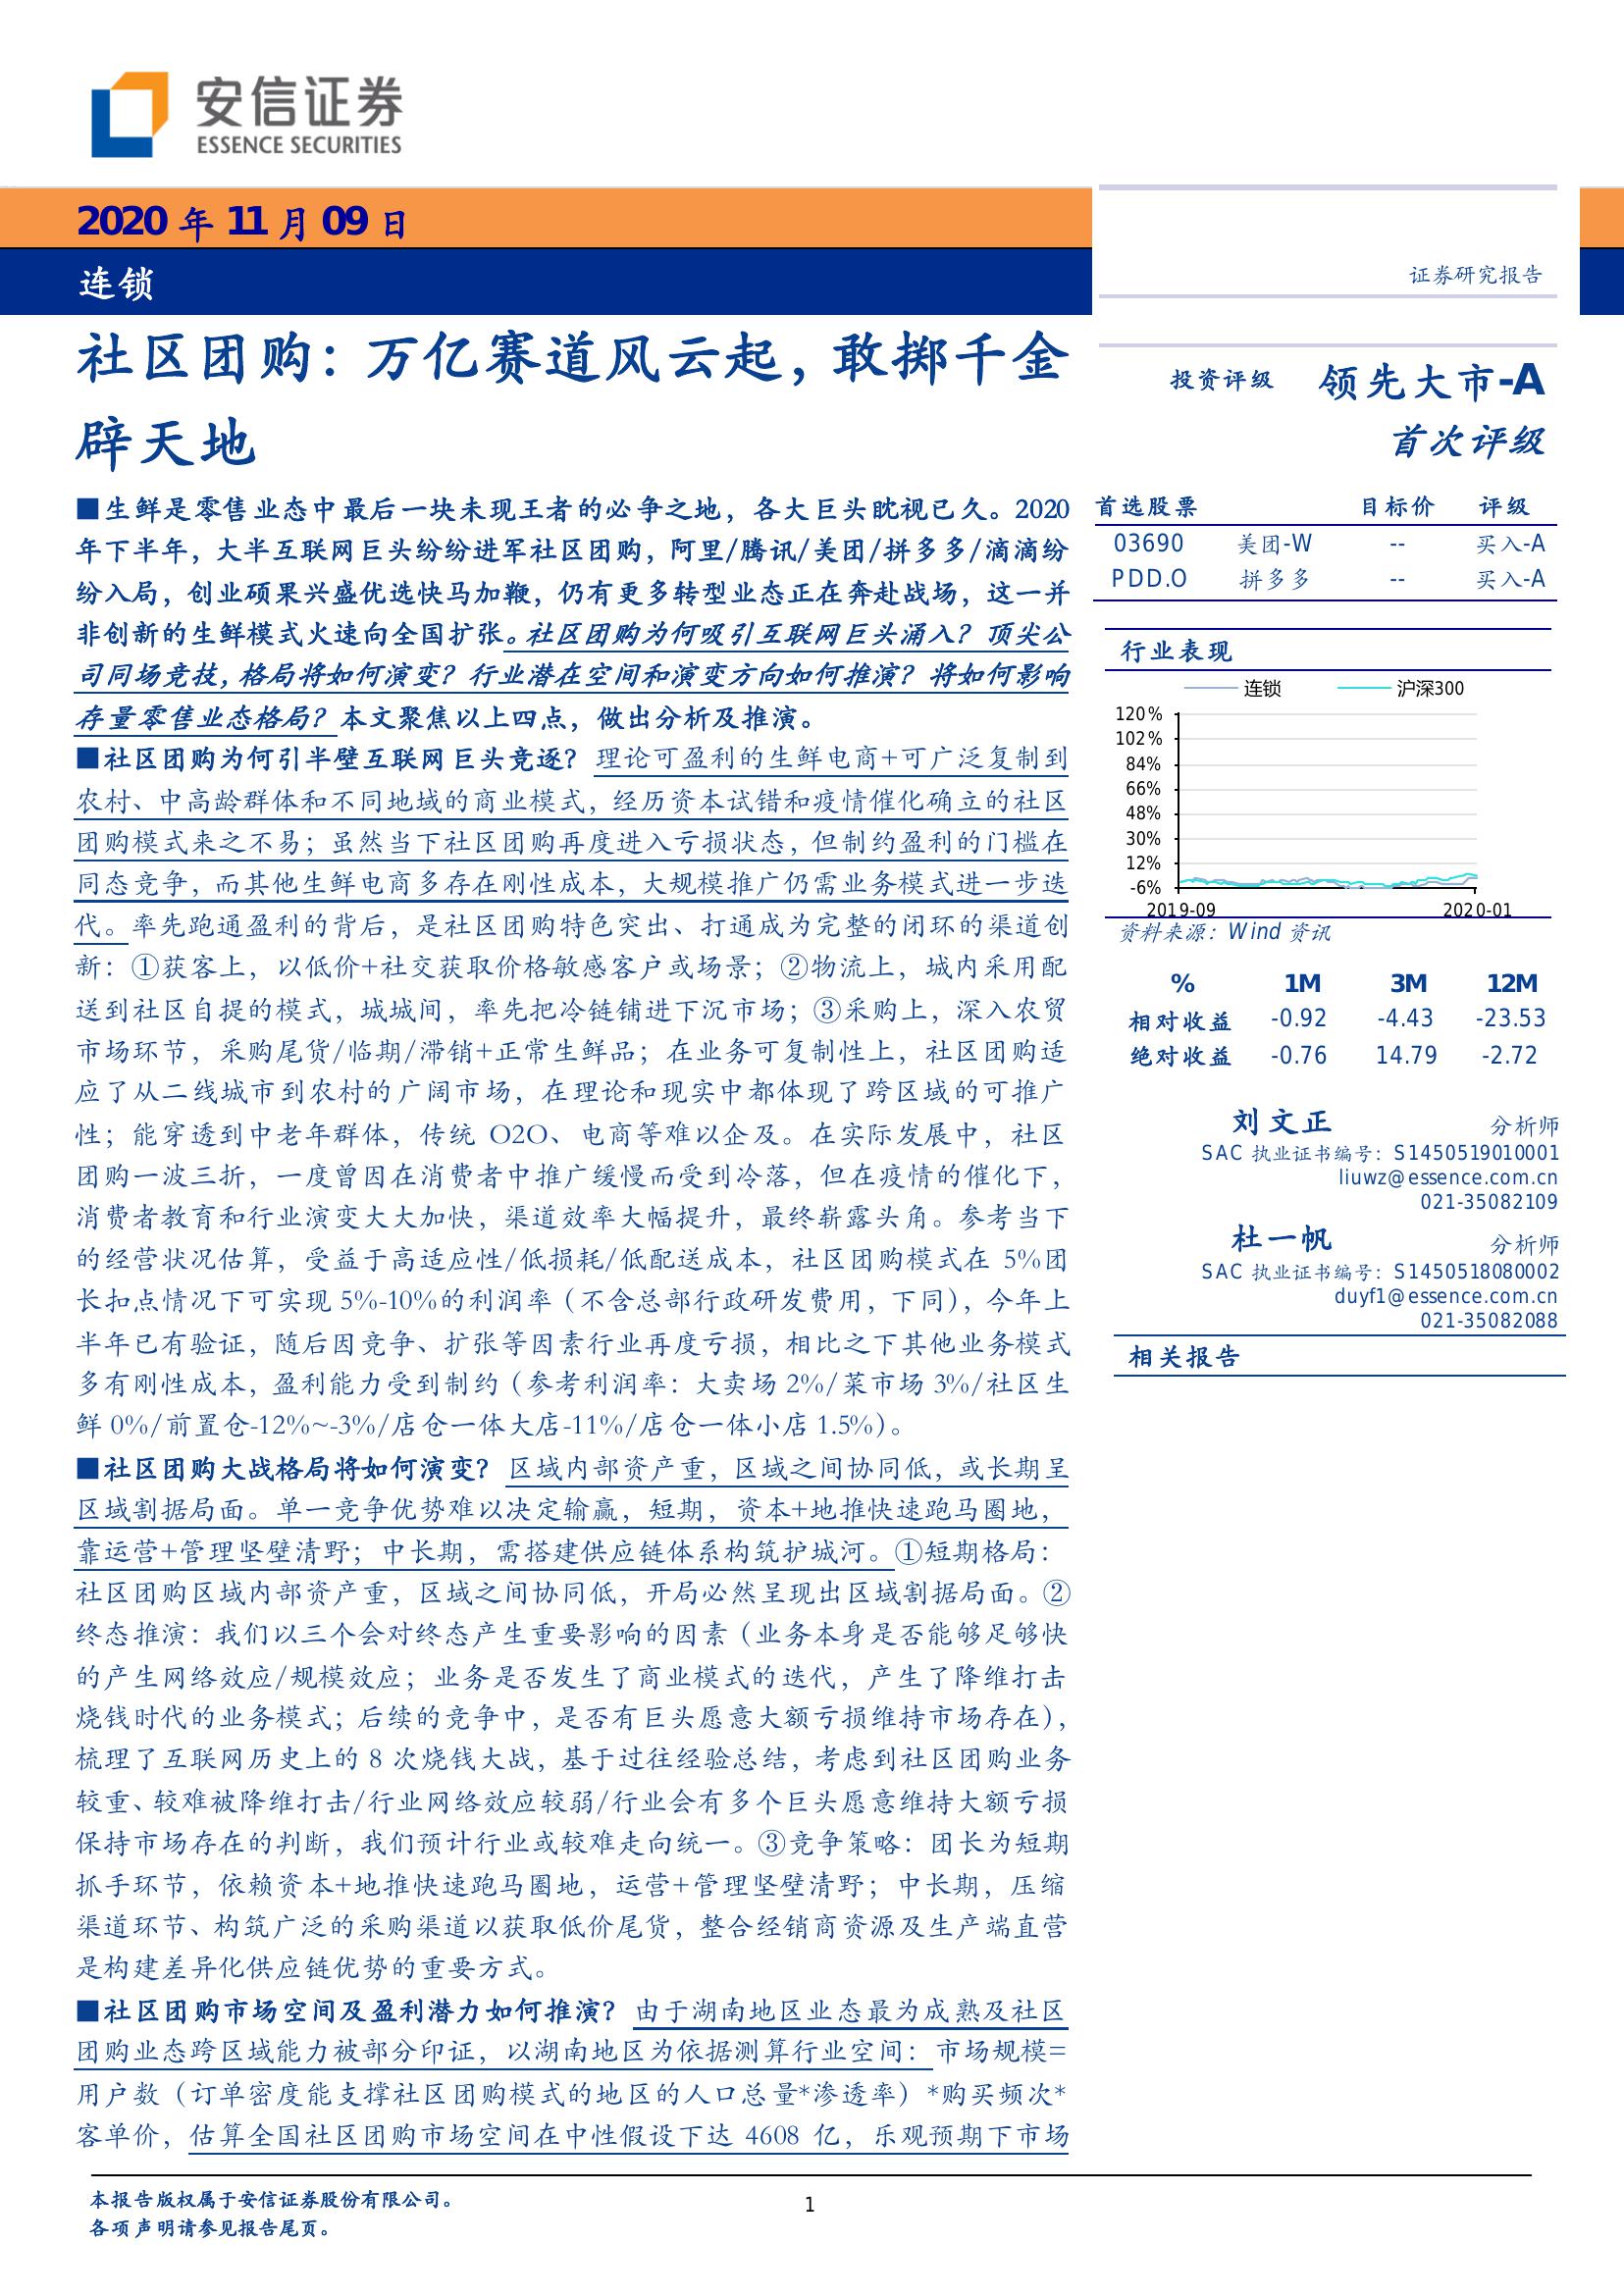 安信证券
ESSENCE SECURITIES
2020 年 11 月 09 日
连锁
证券研究报告
社区团购：万亿赛道风云起，敢掷千金
辟天地
■生鲜是零售业态中最后一块未现王者的必争之地，各大巨头眈视已久。2020
年下半年，大半互联网巨头纷纷进军社区团购，阿里/腾讯/美团/拼多多/滴滴纷
纷入局，创业硕果兴盛优选快马加鞭，仍有更多转型业态正在奔赴战场，这一并
非创新的生鲜模式火速向全国扩张。社区团购为何吸引互联网巨头涌入？顶尖公
司同场竞技，格局将如何演变？行业潜在空间和演变方向如何推演？将如何影响
存量零售业态格局？本文聚焦以上四点，做出分析及推演。
■社区团购为何引半壁互联网巨头竞逐？理论可盈利的生鲜电商+可广泛复制到
农村、中高龄群体和不同地域的商业模式，经历资本试错和疫情催化确立的社区
团购模式来之不易；虽然当下社区团购再度进入亏损状态，但制约盈利的门槛在
同态竞争，而其他生鲜电商多存在刚性成本，大规模推广仍需业务模式进一步迭
代。率先跑通盈利的背后，是社区团购特色突出、打通成为完整的闭环的渠道创
新：①获客上，以低价+社交获取价格敏感客户或场景；②物流上，城内采用配
送到社区自提的模式，城城间，率先把冷链铺进下沉市场；③采购上，深入农贸
市场环节，采购尾货/临期/滞销+正常生鲜品；在业务可复制性上，社区团购适
应了从二线城市到农村的广阔市场，在理论和现实中都体现了跨区域的可推广
性；能穿透到中老年群体，传统 O2O、电商等难以企及。在实际发展中，社区
团购一波三折，一度曾因在消费者中推广缓慢而受到冷落，但在疫情的催化下，
消费者教育和行业演变大大加快，渠道效率大幅提升，最终崭露头角。参考当下
的经营状况估算，受益于高适应性/低损耗/低配送成本，社区团购模式在 5%团
长扣点情况下可实现 5%-10%的利润率（不含总部行政研发费用，下同），今年上
半年已有验证，随后因竞争、扩张等因素行业再度亏损，相比之下其他业务模式
多有刚性成本，盈利能力受到制约（参考利润率：大卖场 2%/菜市场 3%/社区生
鲜 0%/前置仓-12%~-3%/店仓一体大店-11%/店仓一体小店 1.5%）。
■社区团购大战格局将如何演变？区域内部资产重，区域之间协同低，或长期呈
区域割据局面。单一竞争优势难以决定输赢，短期，资本+地推快速跑马圈地，
靠运营+管理坚壁清野；中长期，需搭建供应链体系构筑护城河。①短期格局：
社区团购区域内部资产重，区域之间协同低，开局必然呈现出区域割据局面。②
终态推演：我们以三个会对终态产生重要影响的因素（业务本身是否能够足够快
的产生网络效应/规模效应；业务是否发生了商业模式的迭代，产生了降维打击
烧钱时代的业务模式；后续的竞争中，是否有巨头愿意大额亏损维持市场存在），
梳理了互联网历史上的 8 次烧钱大战，基于过往经验总结，考虑到社区团购业务
较重、较难被降维打击/行业网络效应较弱/行业会有多个巨头愿意维持大额亏损
保持市场存在的判断，我们预计行业或较难走向统一。③竞争策略：团长为短期
抓手环节，依赖资本+地推快速跑马圈地，运营+管理坚壁清野；中长期，压缩
渠道环节、构筑广泛的采购渠道以获取低价尾货，整合经销商资源及生产端直营
是构建差异化供应链优势的重要方式。
■社区团购市场空间及盈利潜力如何推演？由于湖南地区业态最为成熟及社区
团购业态跨区域能力被部分印证，以湖南地区为依据测算行业空间：市场规模=
用户数（订单密度能支撑社区团购模式的地区的人口总量*渗透率）*购买频次*
客单价，估算全国社区团购市场空间在中性假设下达 4608 亿，乐观预期下市场
投资评级 领先大市-A
首次评级
首选股票 目标价 评级
03690 美团-W -- 买入-A
PDD.O 拼多多 -- 买入-A
行业表现
连锁 沪深300
120%
102%
84%
66%
48%
30%
12%
-6%
2019-09 2020-01
资料来源：Wind 资讯
% 1M 3M 12M
相对收益 -0.92 -4.43 -23.53
绝对收益 -0.76 14.79 -2.72
刘文正 分析师
SAC 执业证书编号：S1450519010001
liuwz@essence.com.cn
021-35082109
杜一帆 分析师
SAC 执业证书编号：S1450518080002
duyf1@essence.com.cn
021-35082088
相关报告
本报告版权属于安信证券股份有限公司。
各项声明请参见报告尾页。
1